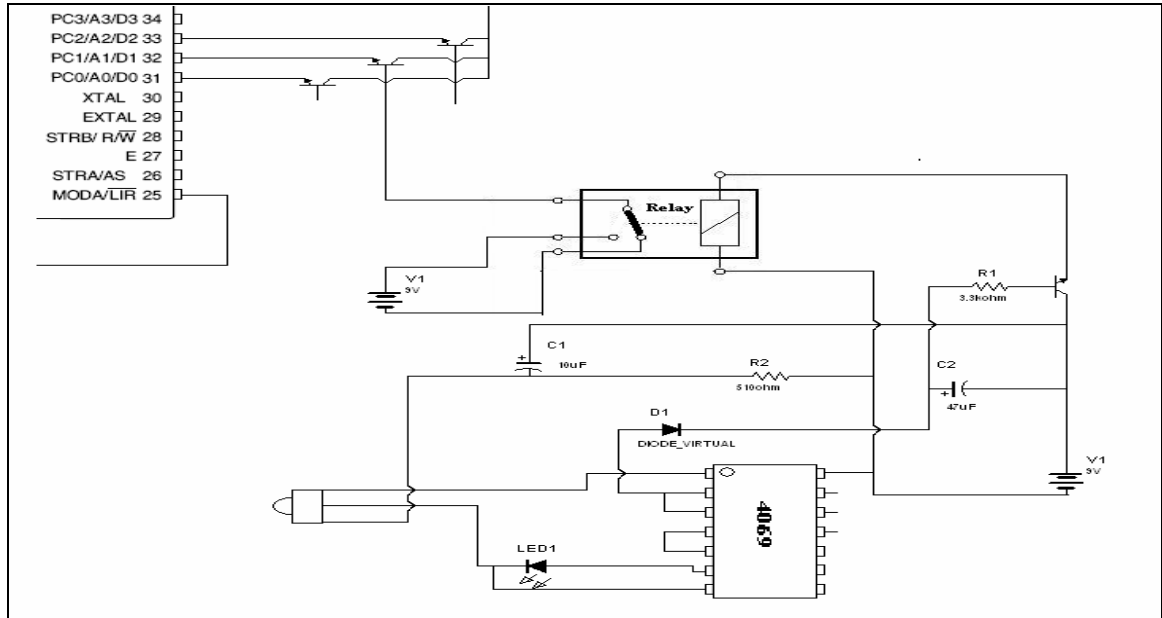 PC3/A3/D3 34
PC2/A2/D2 33
PC1/A1/D1 32
PC0/A0/D0 31
XTAL 30
EXTAL 29
STRB/ R/W̅ 28
E 27
STRA/AS 26
MODA/L̅I̅R̅ 25
Relay
V1
9V
R1
3.3kohm
C1
10uF
R2
510ohm
C2
47uF
D1
DIODE_VIRTUAL
V1
9V
4069
LED1